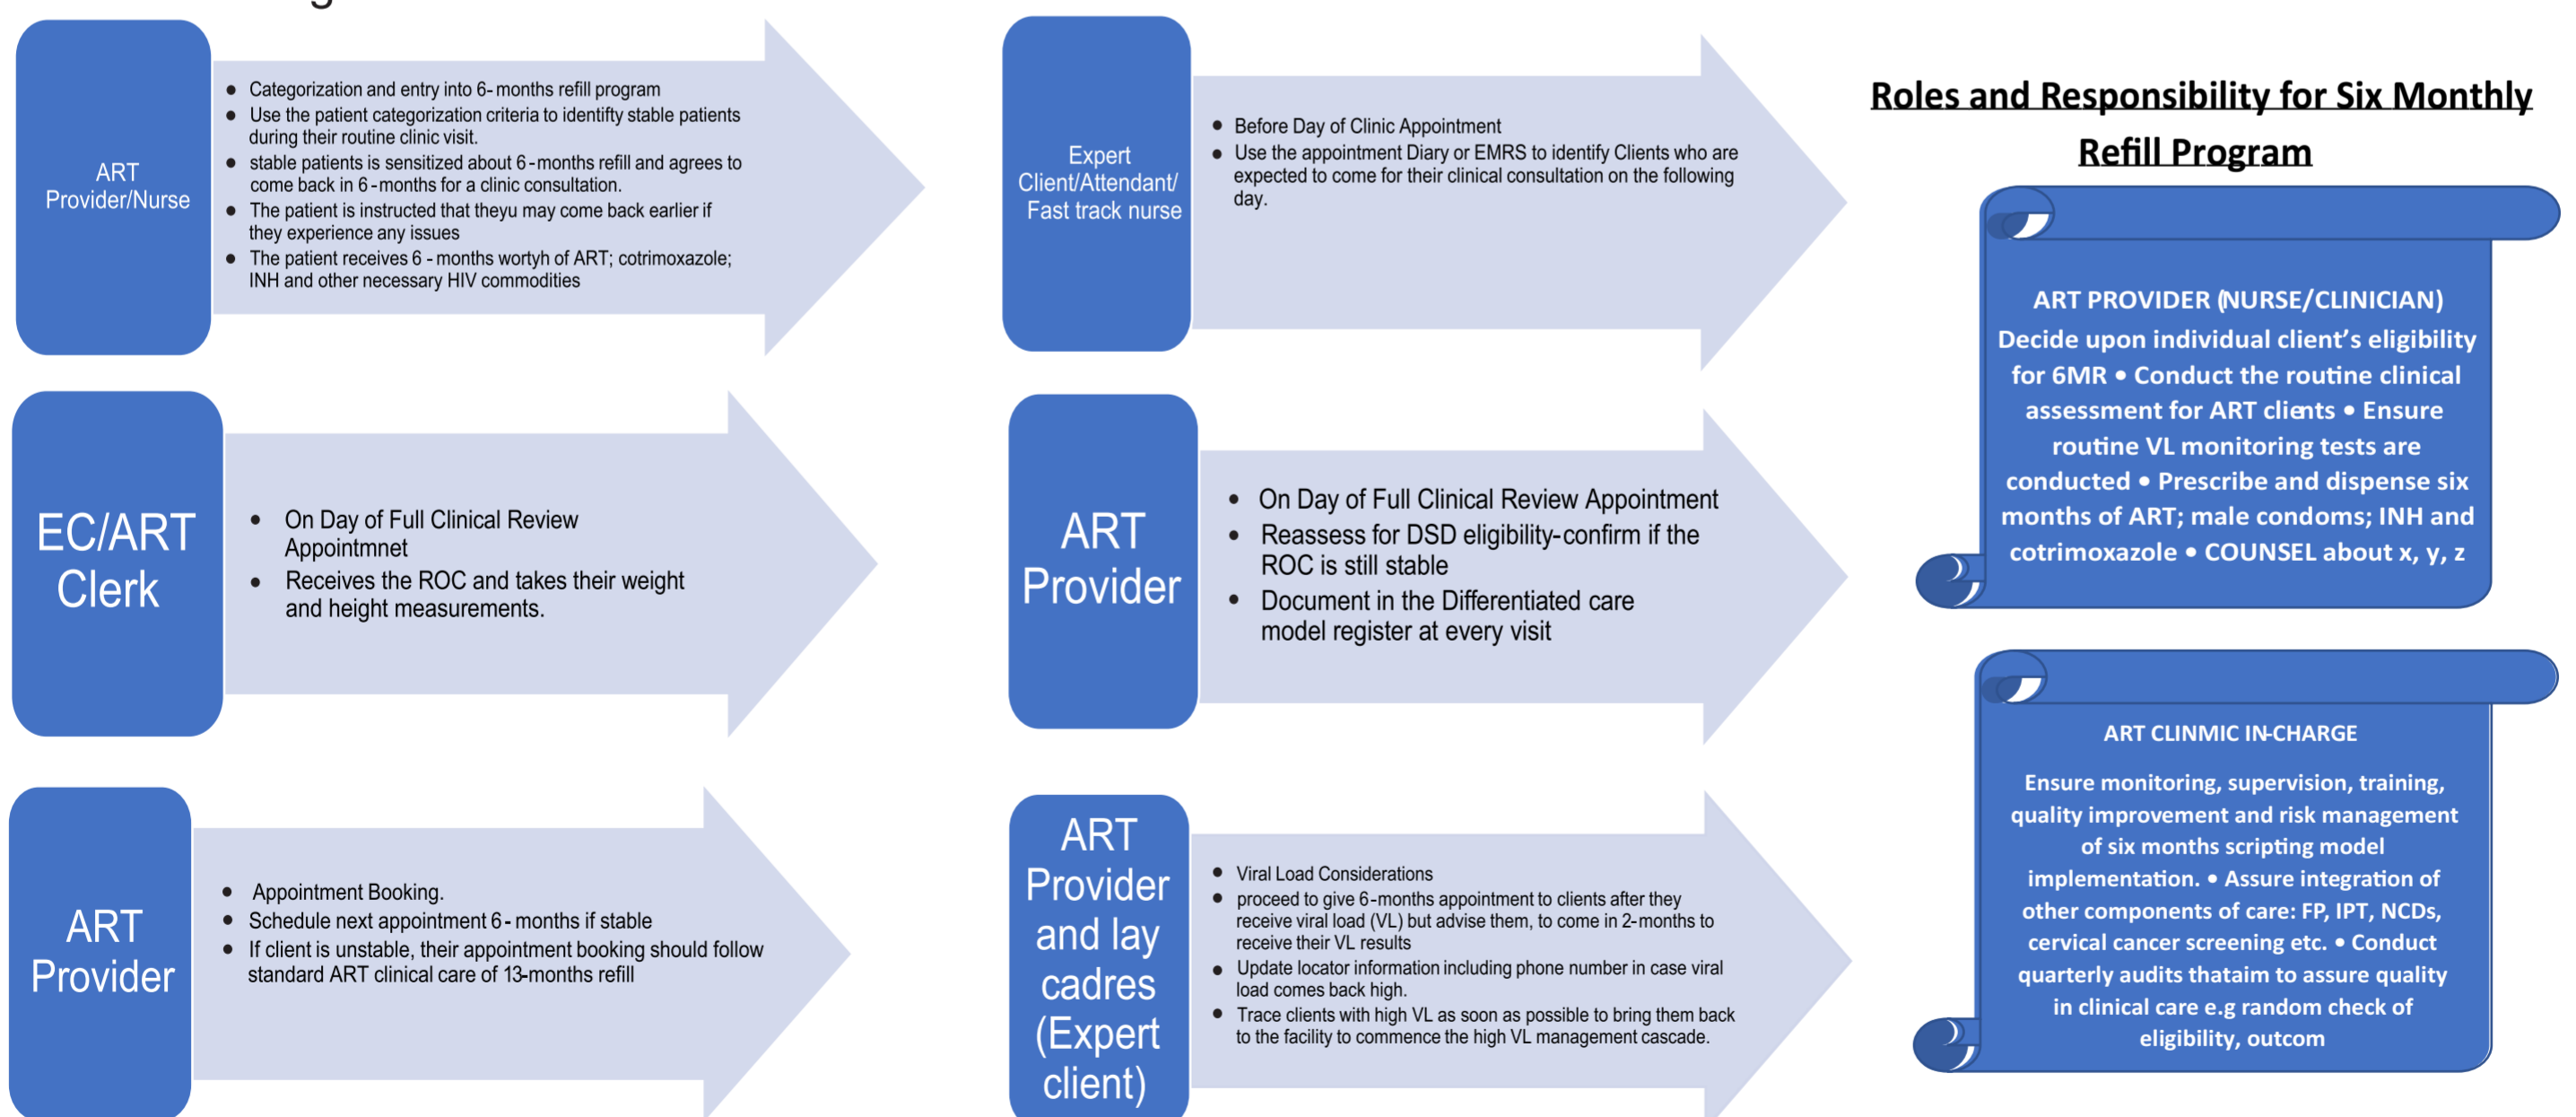 ART
Provider/Nurse
● Categorization and entry into 6-months refill program
● Use the patient categorization criteria to identifty stable patients
during their routine clinic visit.
● stable patients is sensitized about 6-months refill and agrees to
come back in 6-months for a clinic consultation.
● The patient is instructed that theyu may come back earlier if
they experience any issues
● The patient receives 6 - months wortyh of ART; cotrimoxazole;
INH and other necessary HIV commodities
Expert
Client/Attendant/
Fast track nurse
● Before Day of Clinic Appointment
● Use the appointment Diary or EMRS to identify Clients who are
expected to come for their clinical consultation on the following
day.
EC/ART
Clerk
● On Day of Full Clinical Review
Appointmnet
● Receives the ROC and takes their weight
and height measurements.
ART
Provider
● On Day of Full Clinical Review Appointment
● Reassess for DSD eligibility-confirm if the
ROC is still stable
● Document in the Differentiated care
model register at every visit
ART
Provider
● Appointment Booking.
● Schedule next appointment 6 - months if stable
● If client is unstable, their appointment booking should follow
standard ART clinical care of 13-months refill
ART
Provider
and lay
cadres
(Expert
client)
● Viral Load Considerations
● proceed to give 6-months appointment to clients after they
receive viral load (VL) but advise them, to come in 2-months to
receive their VL results
● Update locator information including phone number in case viral
load comes back high.
● Trace clients with high VL as soon as possible to bring them back
to the facility to commence the high VL management cascade.
Roles and Responsibility for Six Monthly
Refill Program
ART PROVIDER (NURSE/CLINICIAN)
Decide upon individual client's eligibility
for 6MR • Conduct the routine clinical
assessment for ART clients • Ensure
routine VL monitoring tests are
conducted • Prescribe and dispense six
months of ART; male condoms; INH and
cotrimoxazole • COUNSEL about x, y, z
ART CLINMIC IN-CHARGE
Ensure monitoring, supervision, training,
quality improvement and risk management
of six months scripting model
implementation. • Assure integration of
other components of care: FP, IPT, NCDs,
cervical cancer screening etc. • Conduct
quarterly audits thataim to assure quality
in clinical care e.g random check of
eligibility, outcom